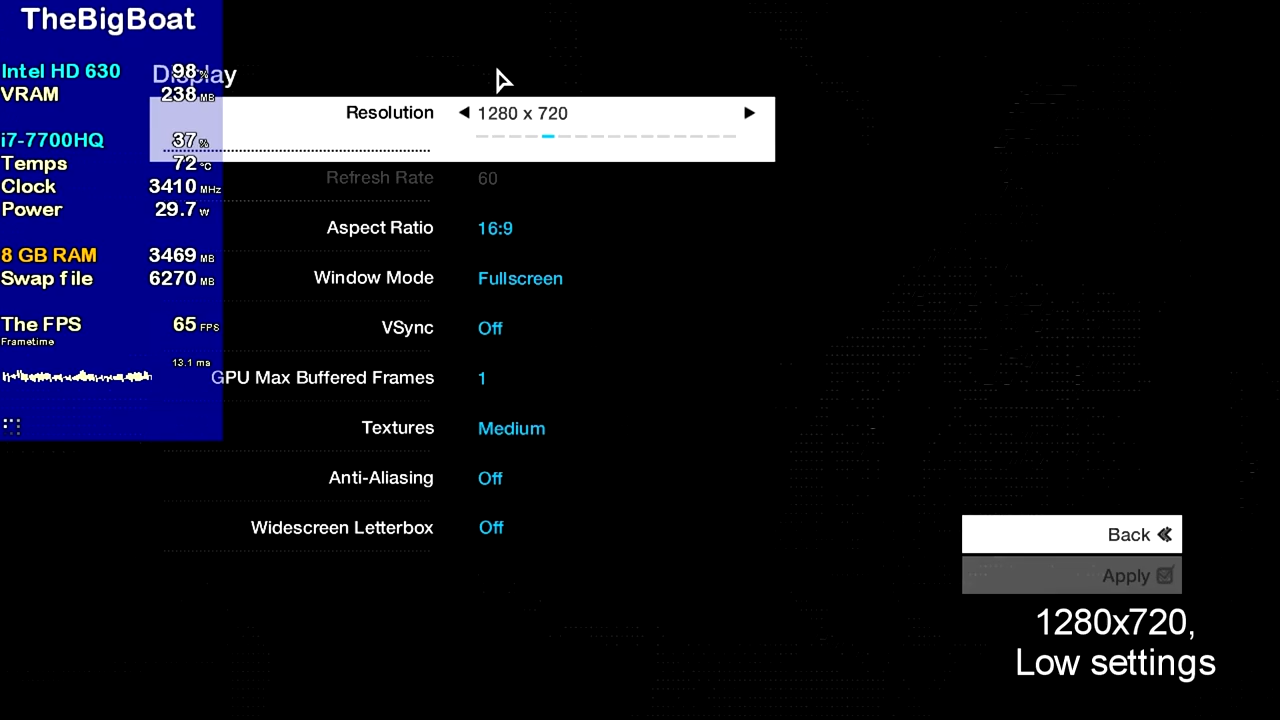 TheBigBoat
Intel HD 630 98 %
VRAM 238 MB
i7-7700HQ 37 %
Temps 72 °C
Clock 3410 MHz
Power 29.7 W
8 GB RAM 3469 MB
Swap file 6270 MB
The FPS 65 FPS
Frametime
13.1 ms
Display
Resolution 1280 x 720
Refresh Rate 60
Aspect Ratio 16:9
Window Mode Fullscreen
VSync Off
GPU Max Buffered Frames 1
Textures Medium
Anti-Aliasing Off
Widescreen Letterbox Off
Back
Apply
1280x720,
Low settings